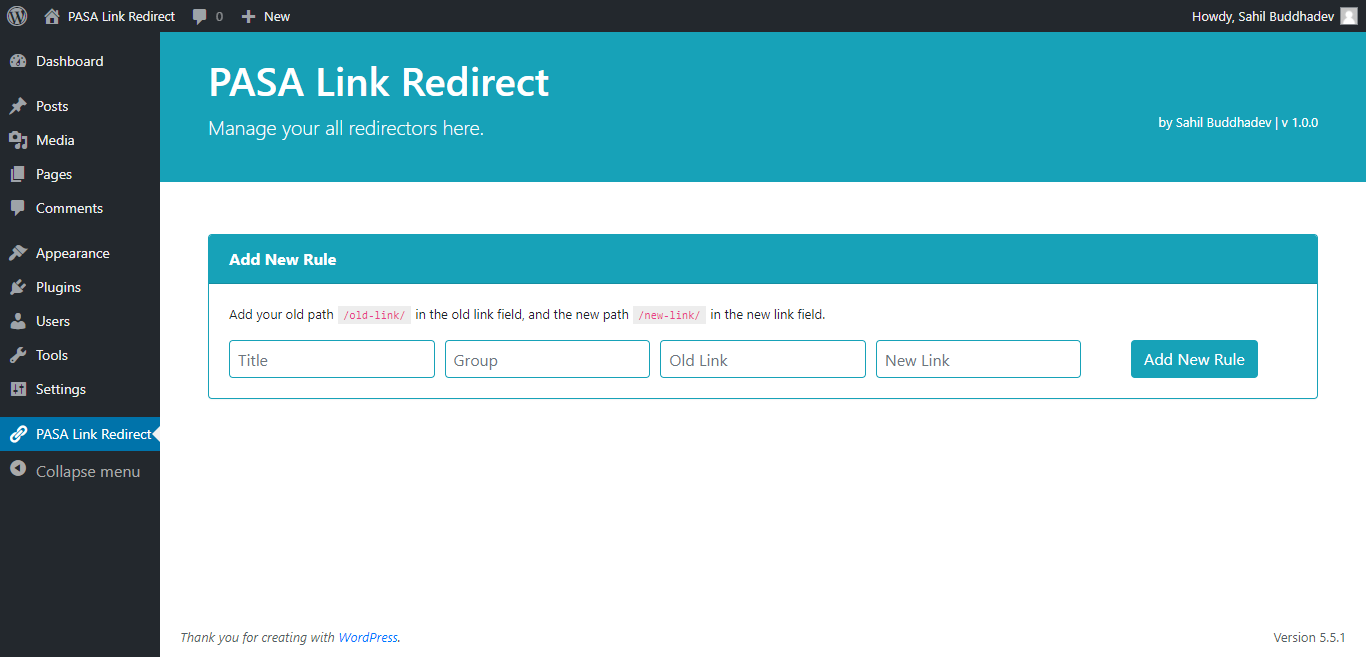 PASA Link Redirect
0
New
Howdy, Sahil Buddhadev
Dashboard
Posts
Media
Pages
Comments
Appearance
Plugins
Users
Tools
Settings
PASA Link Redirect
Collapse menu
PASA Link Redirect
Manage your all redirectors here.
by Sahil Buddhadev | v 1.0.0
Add New Rule
Add your old path /old-link/ in the old link field, and the new path /new-link/ in the new link field.
Title
Group
Old Link
New Link
Add New Rule
Thank you for creating with WordPress.
Version 5.5.1